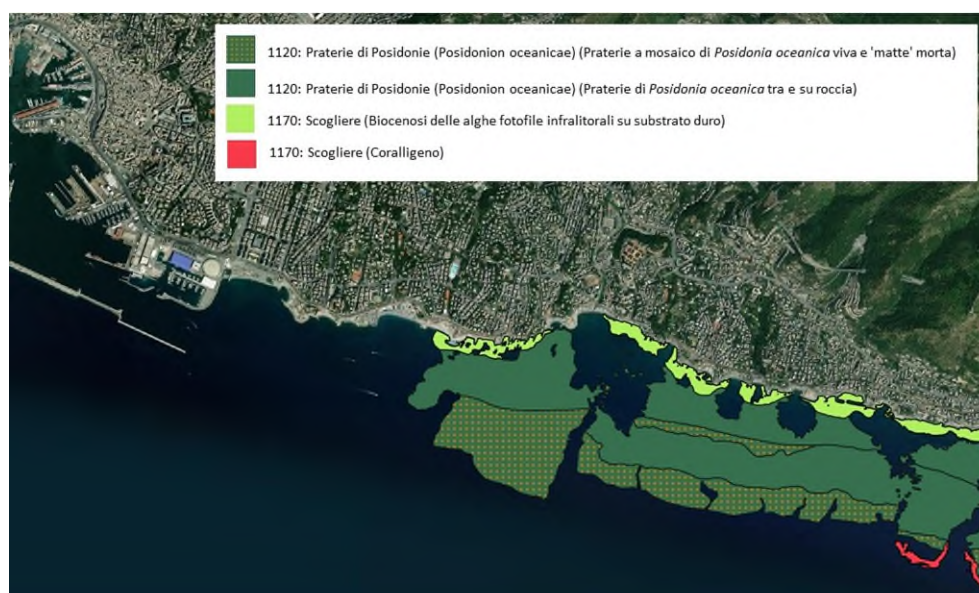 1120: Praterie di Posidonie (Posidonion oceanicae) (Praterie a mosaico di Posidonia oceanica viva e 'matte' morta)
1120: Praterie di Posidonie (Posidonion oceanicae) (Praterie di Posidonia oceanica tra e su roccia)
1170: Scogliere (Biocenosi delle alghe fotofile infralitorali su substrato duro)
1170: Scogliere (Coralligeno)